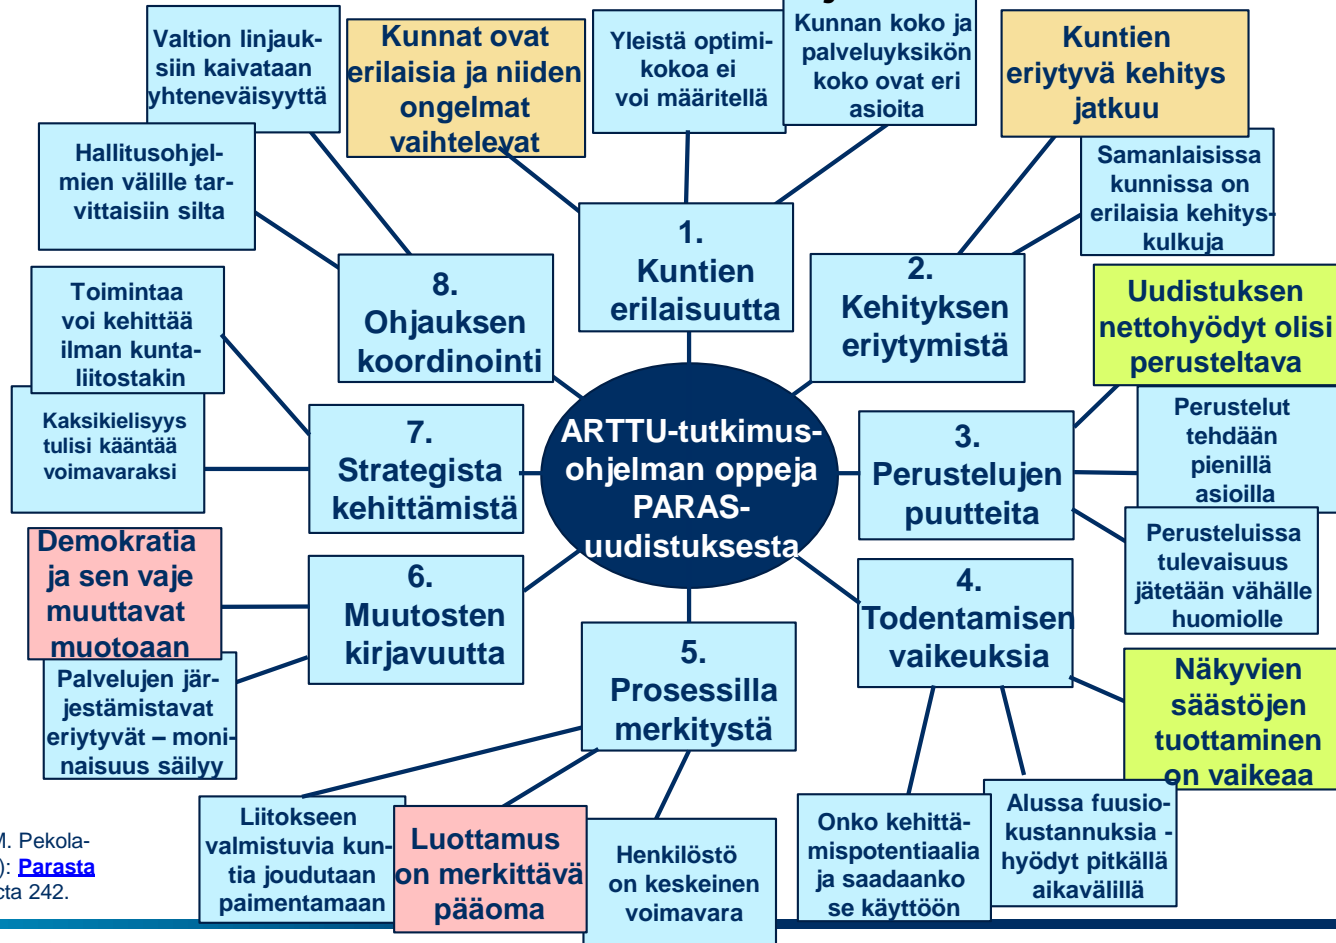 Valtion linjauk-
siin kaivataan
yhteneväisyyttä
Kunnat ovat
erilaisia ja niiden
ongelmat
vaihtelevat
Yleistä optimi-
kokoa ei
voi määritellä
Kunnan koko ja
palveluyksikön
koko ovat eri
asioita
Kuntien
eriytyvä kehitys
jatkuu
Hallitusohjel-
mien välille tar-
vittaisiin silta
Samanlaisissa
kunnissa on
erilaisia kehitys-
kulkuja
1.
Kuntien
erilaisuutta
2.
Kehityksen
eriytymistä
8.
Ohjauksen
koordinointi
Toimintaa
voi kehittää
ilman kunta-
liitostakin
Uudistuksen
nettohyödyt olisi
perusteltava
Kaksikielisyys
tulisi kääntää
voimavaraksi
7.
Strategista
kehittämistä
ARTTU-tutkimus-
ohjelman oppeja
PARAS-
uudistuksesta
3.
Perustelujen
puutteita
Perustelut
tehdään
pienillä
asioilla
Perusteluissa
tulevaisuus
jätetään vähälle
huomiolle
Demokratia
ja sen vaje
muuttavat
muotoaan
6.
Muutosten
kirjavuutta
4.
Todentamisen
vaikeuksia
Palvelujen jär-
jestämistavat
eriytyvät – moni-
naisuus säilyy
5.
Prosessilla
merkitystä
Näkyvien
säästöjen
tuottaminen
on vaikeaa
Liitokseen
valmistuvia kun-
tia joudutaan
paimentamaan
Luottamus
on merkittävä
pääoma
Henkilöstö
on keskeinen
voimavara
Onko kehittä-
mispotentiaalia
ja saadaanko
se käyttöön
Alussa fuusio-
kustannuksia -
hyödyt pitkällä
aikavälillä
M. Pekola-
): Parasta
cta 242.